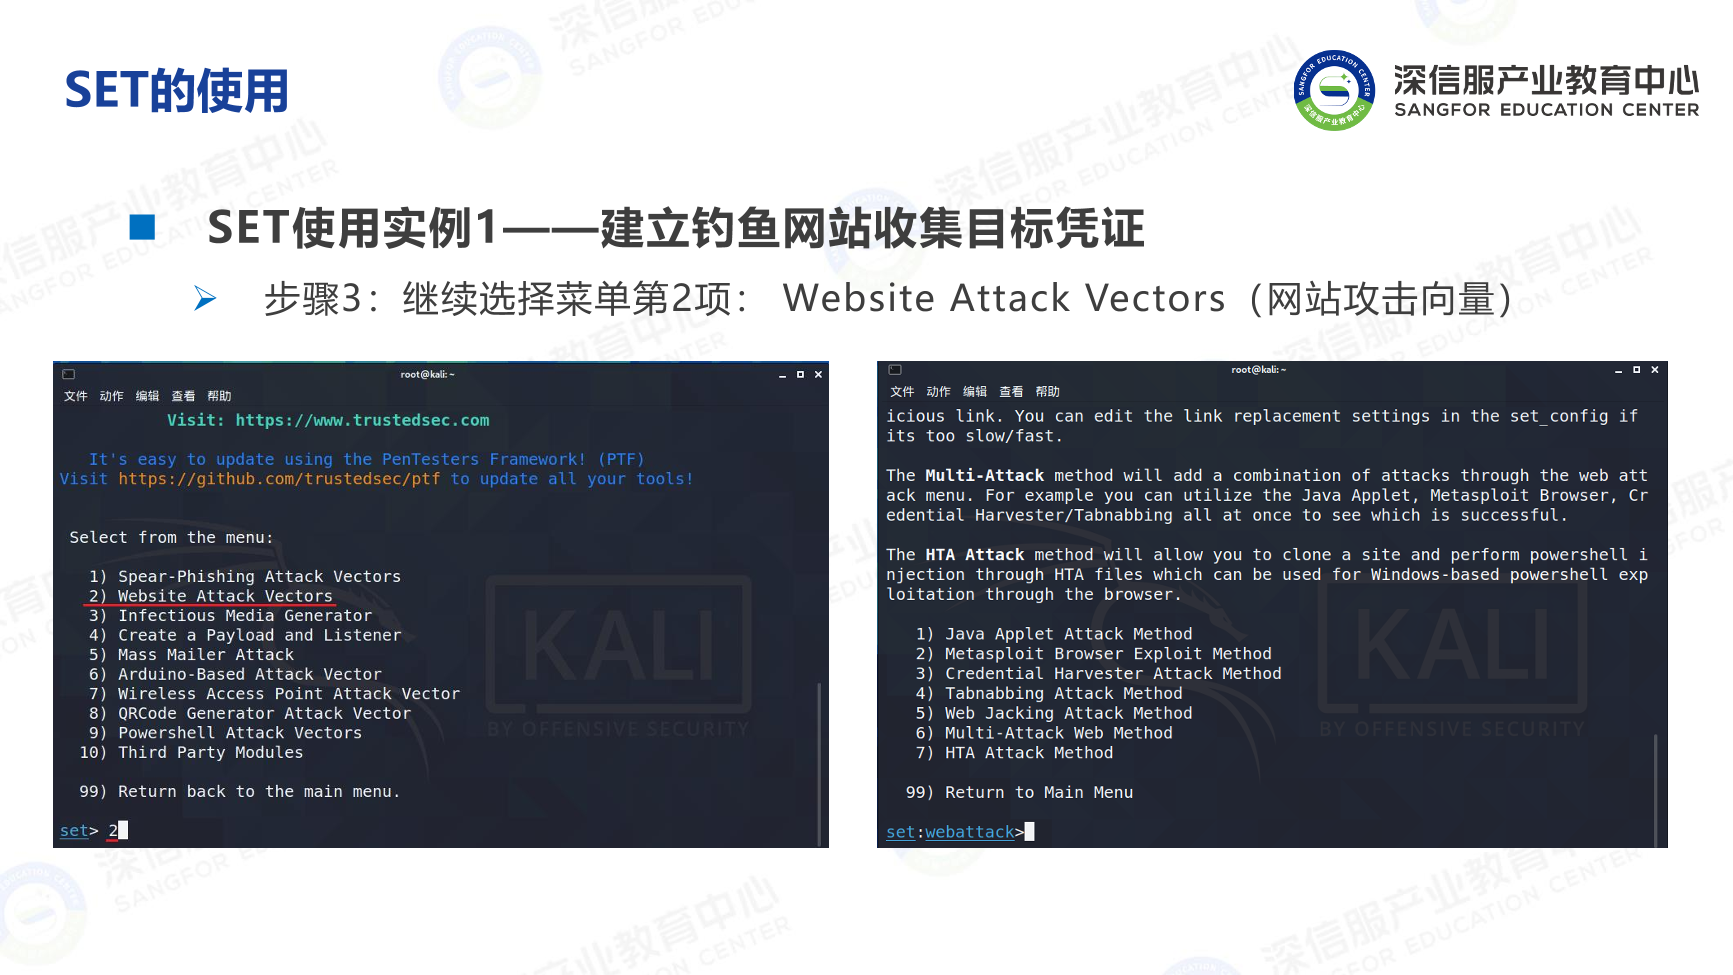 SET的使用
深信服产业教育中心
SANGFOR EDUCATION CENTER
SET使用实例1——建立钓鱼网站收集目标凭证
步骤3：继续选择菜单第2项： Website Attack Vectors（网站攻击向量）
root@kali: ~
文件 动作 编辑 查看 帮助
Visit: https://www.trustedsec.com
It's easy to update using the PenTesters Framework! (PTF)
Visit https://github.com/trustedsec/ptf to update all your tools!
Select from the menu:
1) Spear-Phishing Attack Vectors
2) Website Attack Vectors
3) Infectious Media Generator
4) Create a Payload and Listener
5) Mass Mailer Attack
6) Arduino-Based Attack Vector
7) Wireless Access Point Attack Vector
8) QRCode Generator Attack Vector
9) Powershell Attack Vectors
10) Third Party Modules
99) Return back to the main menu.
set> 2
KALI
BY OFFENSIVE SECURITY
root@kali: ~
文件 动作 编辑 查看 帮助
icious link. You can edit the link replacement settings in the set_config if
its too slow/fast.
The Multi-Attack method will add a combination of attacks through the web att
ack menu. For example you can utilize the Java Applet, Metasploit Browser, Cr
edential Harvester/Tabnabbing all at once to see which is successful.
The HTA Attack method will allow you to clone a site and perform powershell i
njection through HTA files which can be used for Windows-based powershell exp
loitation through the browser.
1) Java Applet Attack Method
2) Metasploit Browser Exploit Method
3) Credential Harvester Attack Method
4) Tabnabbing Attack Method
5) Web Jacking Attack Method
6) Multi-Attack Web Method
7) HTA Attack Method
99) Return to Main Menu
set:webattack>
KALI
BY OFFENSIVE SECURITY